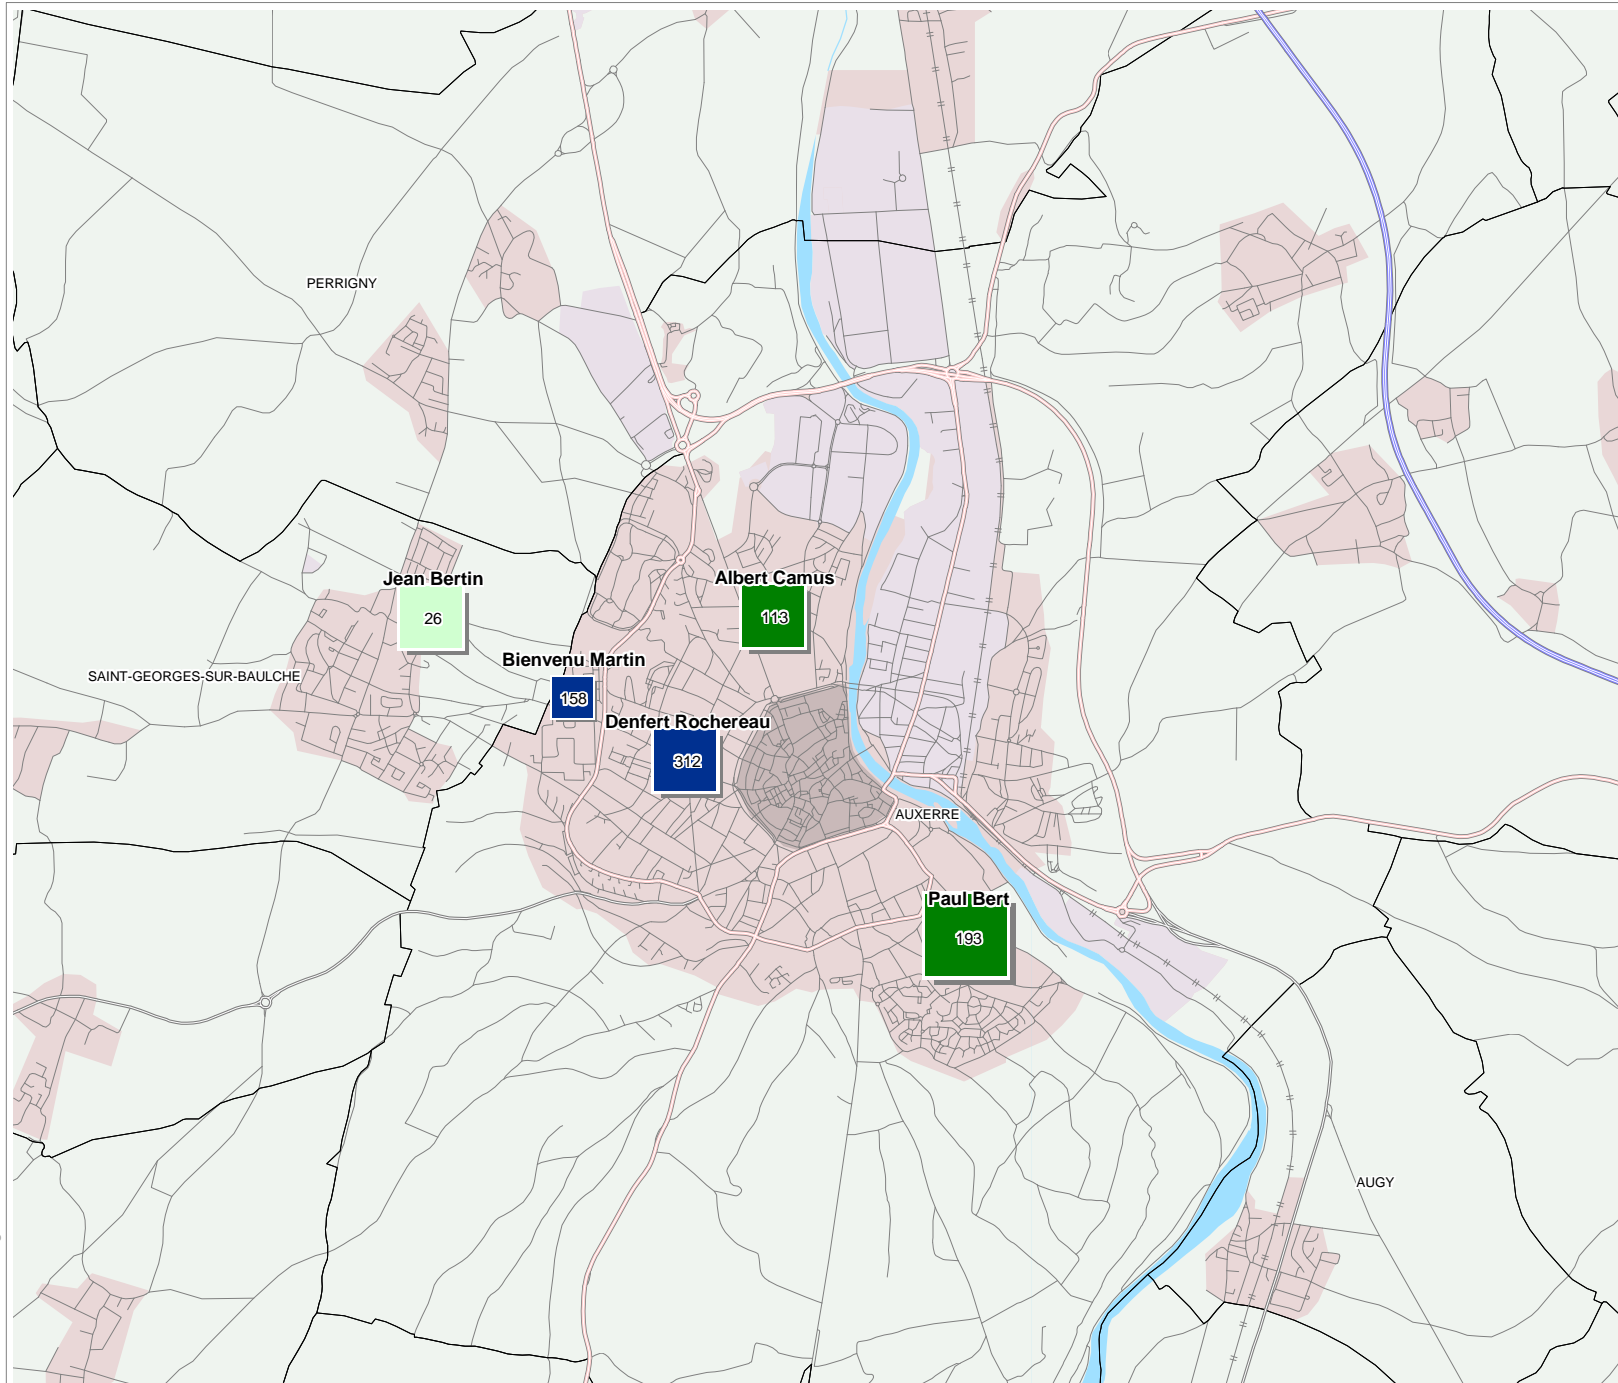 PERRIGNY
Jean Bertin
26
Albert Camus
113
Bienvenu Martin
158
SAINT-GEORGES-SUR-BAULCHE
Denfert Rochereau
312
AUXERRE
Paul Bert
193
AUGY